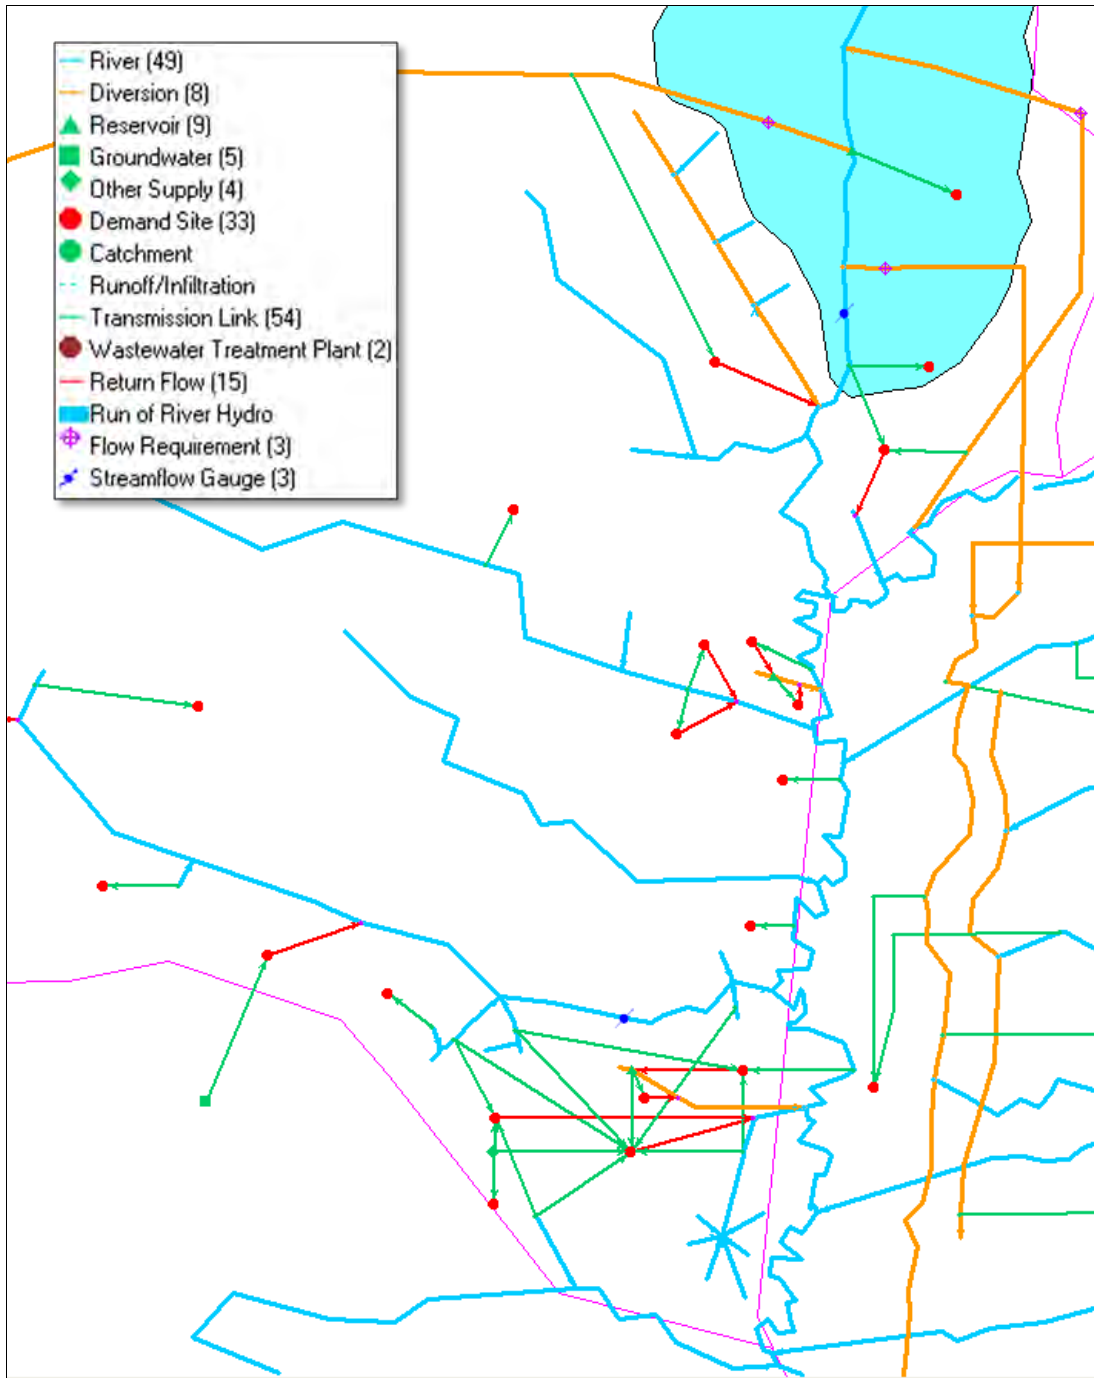 River (49)
Diversion (8)
Reservoir (9)
Groundwater (5)
Other Supply (4)
Demand Site (33)
Catchment
Runoff/Infiltration
Transmission Link (54)
Wastewater Treatment Plant (2)
Return Flow (15)
Run of River Hydro
Flow Requirement (3)
Streamflow Gauge (3)